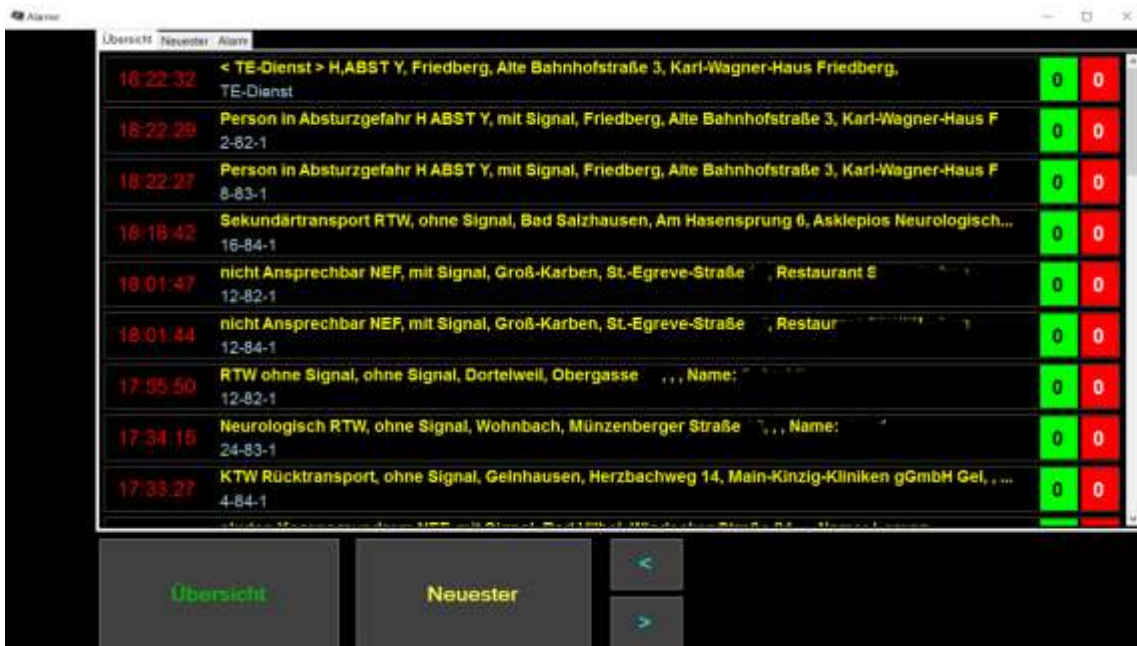 Alarme
Übersicht Neuester Alarm
18:22:32
< TE-Dienst > H,ABST Y, Friedberg, Alte Bahnhofstraße 3, Karl-Wagner-Haus Friedberg,
TE-Dienst
0 0
18:22:29
Person in Absturzgefahr H ABST Y, mit Signal, Friedberg, Alte Bahnhofstraße 3, Karl-Wagner-Haus F
2-82-1
0 0
18:22:27
Person in Absturzgefahr H ABST Y, mit Signal, Friedberg, Alte Bahnhofstraße 3, Karl-Wagner-Haus F
8-83-1
0 0
18:18:42
Sekundärtransport RTW, ohne Signal, Bad Salzhausen, Am Hasensprung 6, Asklepios Neurologisch...
16-84-1
0 0
18:01:47
nicht Ansprechbar NEF, mit Signal, Groß-Karben, St.-Egreve-Straße , Restaurant S
12-82-1
0 0
18:01:44
nicht Ansprechbar NEF, mit Signal, Groß-Karben, St.-Egreve-Straße , Restaur
12-84-1
0 0
17:55:50
RTW ohne Signal, ohne Signal, Dortelweil, Obergasse , , , Name:
12-82-1
0 0
17:34:15
Neurologisch RTW, ohne Signal, Wohnbach, Münzenberger Straße , , , Name:
24-83-1
0 0
17:33:27
KTW Rücktransport, ohne Signal, Gelnhausen, Herzbachweg 14, Main-Kinzig-Kliniken gGmbH Gel, , ...
4-84-1
0 0
Übersicht
Neuester
<
>